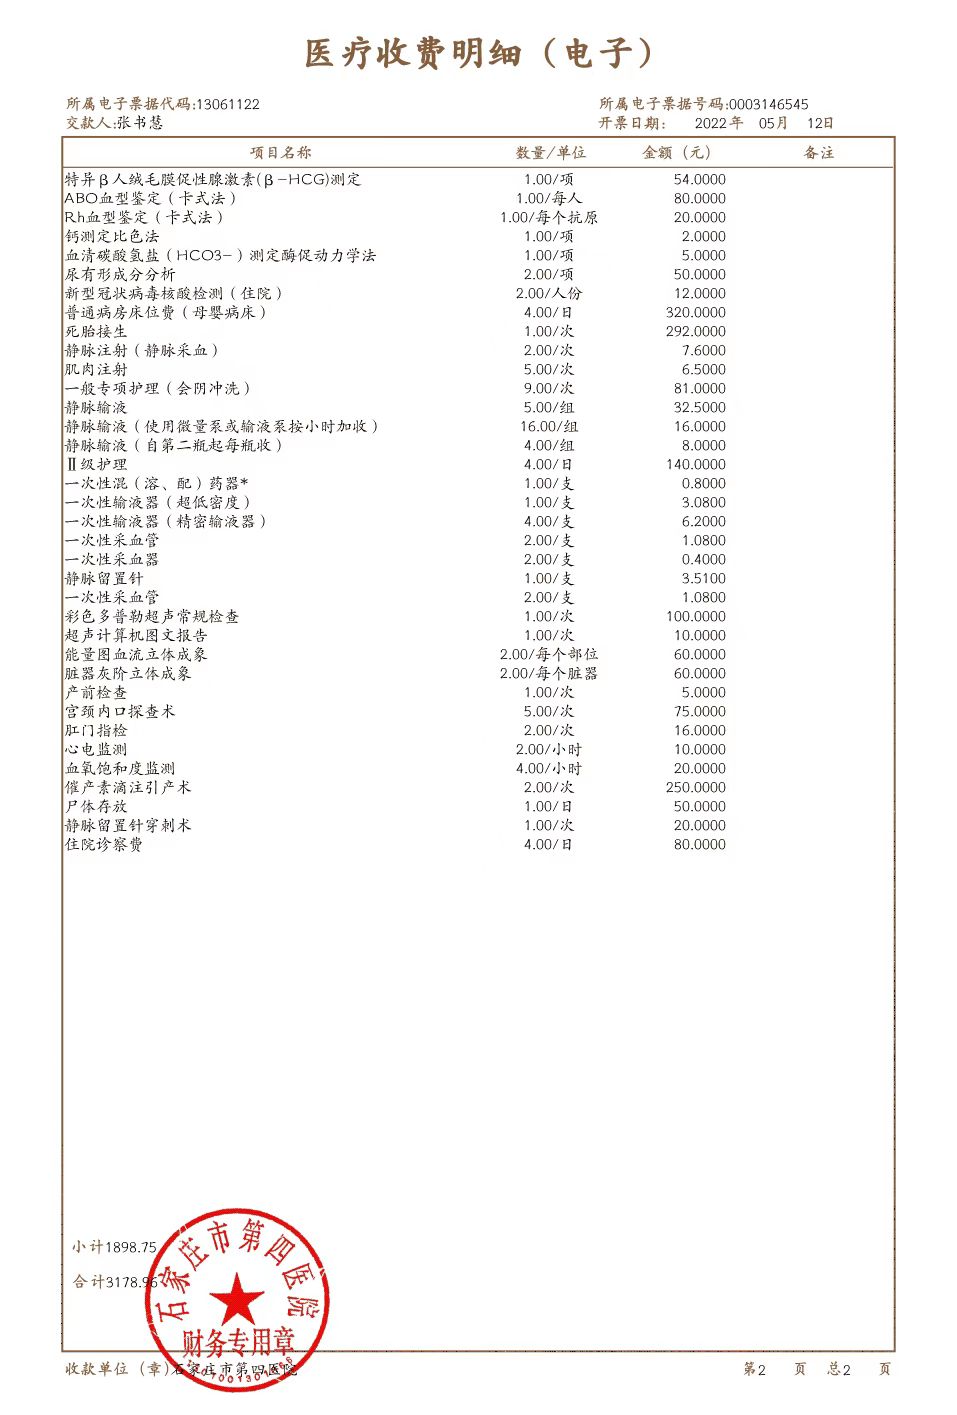 医疗收费明细（电子）
所属电子票据代码:13061122 所属电子票据号码:0003146545
交款人:张书慧 开票日期: 2022年 05月 12日
项目名称 数量/单位 金额（元） 备注
特异β人绒毛膜促性腺激素(β-HCG)测定 1.00/项 54.0000
ABO血型鉴定（卡式法） 1.00/每人 80.0000
Rh血型鉴定（卡式法） 1.00/每个抗原 20.0000
钙测定比色法 1.00/项 2.0000
血清碳酸氢盐（HCO3-）测定酶促动力学法 1.00/项 5.0000
尿有形成分分析 2.00/项 50.0000
新型冠状病毒核酸检测（住院） 2.00/人份 12.0000
普通病房床位费（母婴病床） 4.00/日 320.0000
死胎接生 1.00/次 292.0000
静脉注射（静脉采血） 2.00/次 7.6000
肌肉注射 5.00/次 6.5000
一般专项护理（会阴冲洗） 9.00/次 81.0000
静脉输液 5.00/组 32.5000
静脉输液（使用微量泵或输液泵按小时加收） 16.00/组 16.0000
静脉输液（自第二瓶起每瓶收） 4.00/组 8.0000
Ⅱ级护理 4.00/日 140.0000
一次性混（溶、配）药器* 1.00/支 0.8000
一次性输液器（超低密度） 1.00/支 3.0800
一次性输液器（精密输液器） 4.00/支 6.2000
一次性采血管 2.00/支 1.0800
一次性采血器 2.00/支 0.4000
静脉留置针 1.00/支 3.5100
一次性采血管 2.00/支 1.0800
彩色多普勒超声常规检查 1.00/次 100.0000
超声计算机图文报告 1.00/次 10.0000
能量图血流立体成象 2.00/每个部位 60.0000
脏器灰阶立体成象 2.00/每个脏器 60.0000
产前检查 1.00/次 5.0000
宫颈内口探查术 5.00/次 75.0000
肛门指检 2.00/次 16.0000
心电监测 2.00/小时 10.0000
血氧饱和度监测 4.00/小时 20.0000
催产素滴注引产术 2.00/次 250.0000
尸体存放 1.00/日 50.0000
静脉留置针穿刺术 1.00/次 20.0000
住院诊察费 4.00/日 80.0000
小计1898.75
合计3178.96
石家庄市第四医院
财务专用章
收款单位（章）石家庄市第四医院 第2 页 总2 页